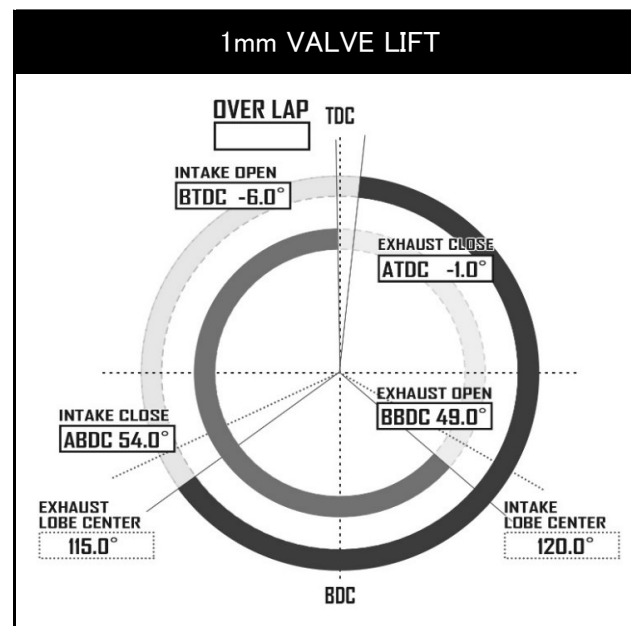 1mm VALVE LIFT
OVER LAP
TDC
INTAKE OPEN
BTDC -6.0°
EXHAUST CLOSE
ATDC -1.0°
EXHAUST OPEN
BBDC 49.0°
INTAKE CLOSE
ABDC 54.0°
EXHAUST
LOBE CENTER
115.0°
INTAKE
LOBE CENTER
120.0°
BDC